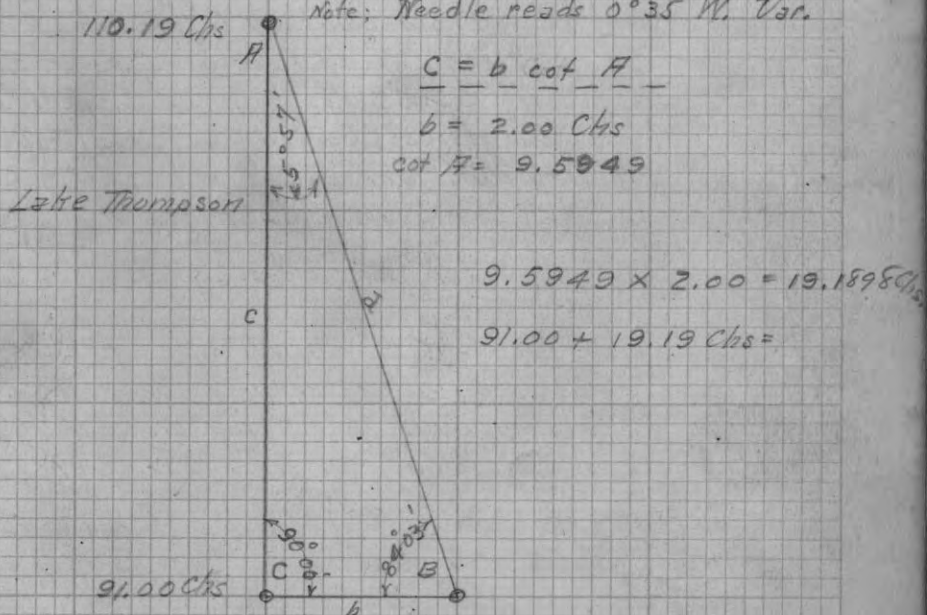 Note: Needle reads 0°35' W. Var.
110.19 Chs
A
C = b cot A
b = 2.00 Chs
5°57'
cot A = 9.5949
Lake Thompson
9.5949 x 2.00 = 19.1898 Chs.
c
a
91.00 + 19.19 Chs =
90°00'
84°03'
C
B
91.00 Chs
b